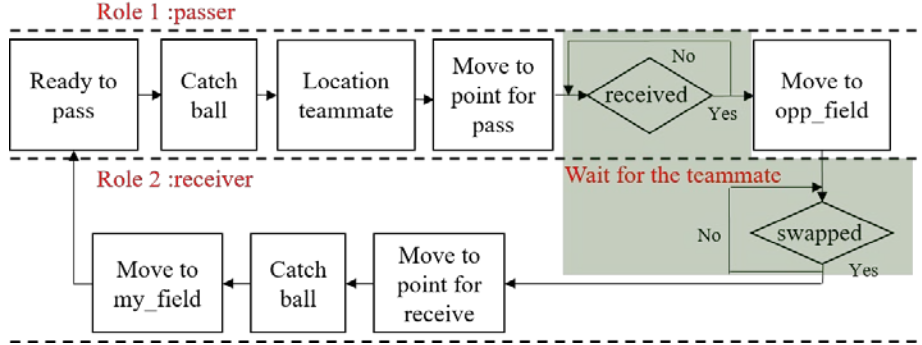 Role 1 :passer
Ready to
pass
Catch
ball
Location
teammate
Move to
point for
pass
No
received
Yes
Move to
opp_field
Role 2 :receiver
Wait for the teammate
No
swapped
Yes
Move to
my_field
Catch
ball
Move to
point for
receive